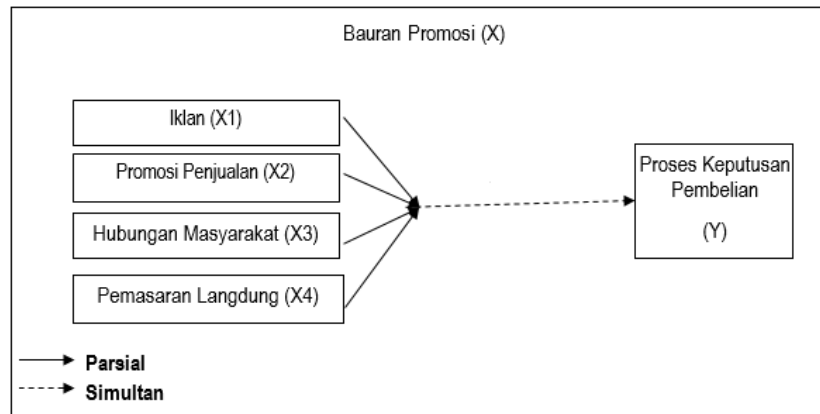 Bauran Promosi (X)
Iklan (X1)
Promosi Penjualan (X2)
Hubungan Masyarakat (X3)
Pemasaran Langdung (X4)
Proses Keputusan
Pembelian
(Y)
Parsial
Simultan